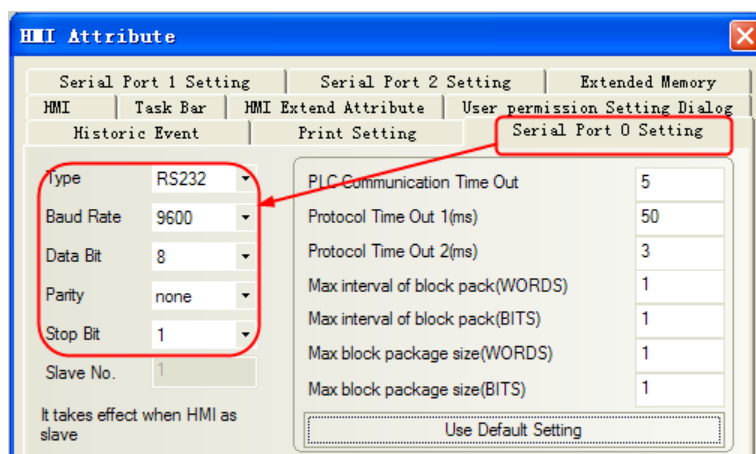 HMI Attribute
Serial Port 1 Setting Serial Port 2 Setting Extended Memory
HMI Task Bar HMI Extend Attribute User permission Setting Dialog
Historic Event Print Setting Serial Port 0 Setting
Type RS232
Baud Rate 9600
Data Bit 8
Parity none
Stop Bit 1
Slave No. 1
It takes effect when HMI as
slave
PLC Communication Time Out 5
Protocol Time Out 1(ms) 50
Protocol Time Out 2(ms) 3
Max interval of block pack(WORDS) 1
Max interval of block pack(BITS) 1
Max block package size(WORDS) 1
Max block package size(BITS) 1
Use Default Setting